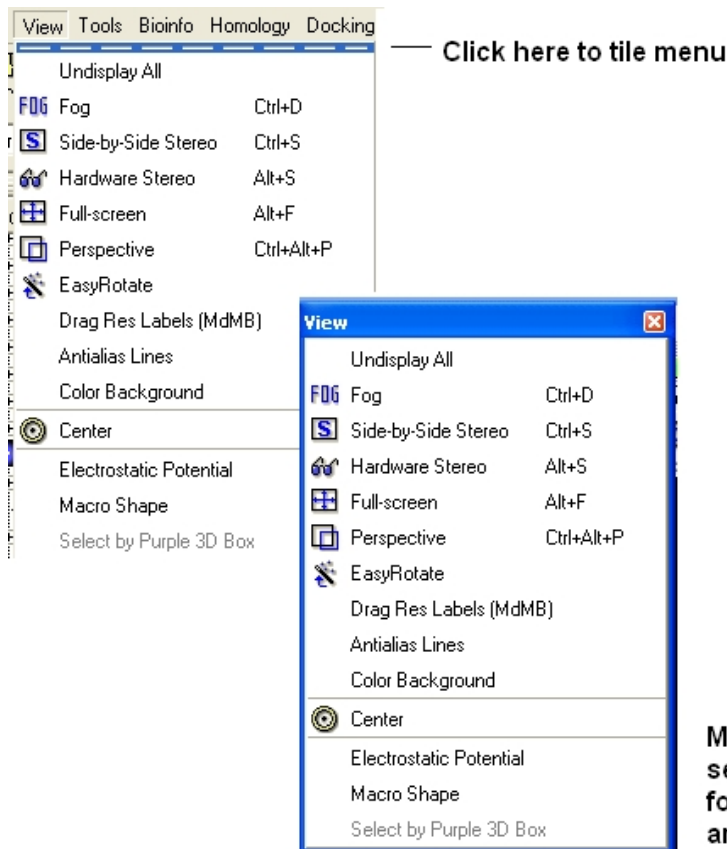 View Tools Bioinfo Homology Docking
Click here to tile menu
Undisplay All
FOG Fog Ctrl+D
S Side-by-Side Stereo Ctrl+S
Hardware Stereo Alt+S
Full-screen Alt+F
Perspective Ctrl+Alt+P
EasyRotate
Drag Res Labels (MdMB)
Antialias Lines
Color Background
Center
Electrostatic Potential
Macro Shape
Select by Purple 3D Box
View
Undisplay All
FOG Fog Ctrl+D
S Side-by-Side Stereo Ctrl+S
Hardware Stereo Alt+S
Full-screen Alt+F
Perspective Ctrl+Alt+P
EasyRotate
Drag Res Labels (MdMB)
Antialias Lines
Color Background
Center
Electrostatic Potential
Macro Shape
Select by Purple 3D Box